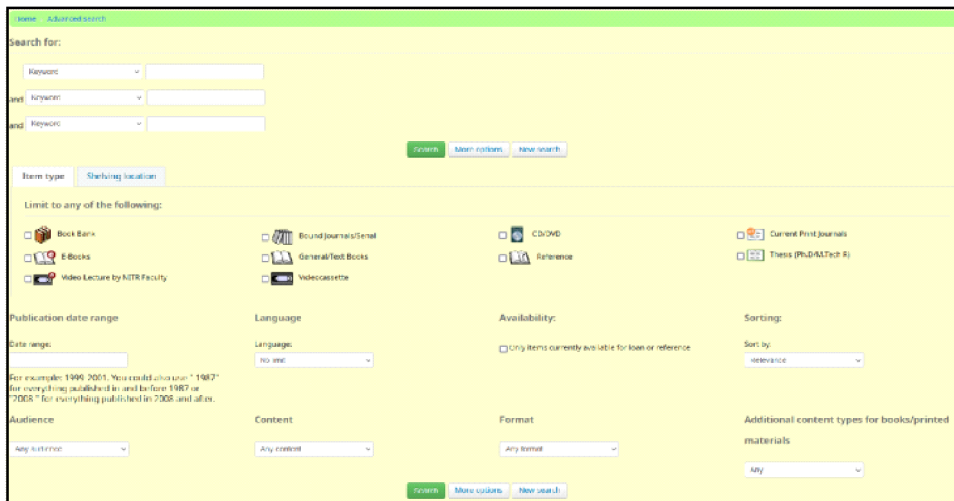 Home Advanced search
Search for:
Keyword
and Keyword
and Keyword
Search More options New search
Item type Shelving location
Limit to any of the following:
Book Bank Bound Journals/Serial CD/DVD Current Print Journals
E-Books General/Text Books Reference Thesis (Ph.D/M.Tech R)
Video Lecture by NITR Faculty Videocassette
Publication date range Language Availability: Sorting:
Date range: Language: Only items currently available for loan or reference Sort by:
No limit Relevance
For example: 1999-2001. You could also use "-1987"
for everything published in and before 1987 or
"2008-" for everything published in 2008 and after.
Audience Content Format Additional content types for books/printed
materials
Any audience Any content Any format
Any
Search More options New search